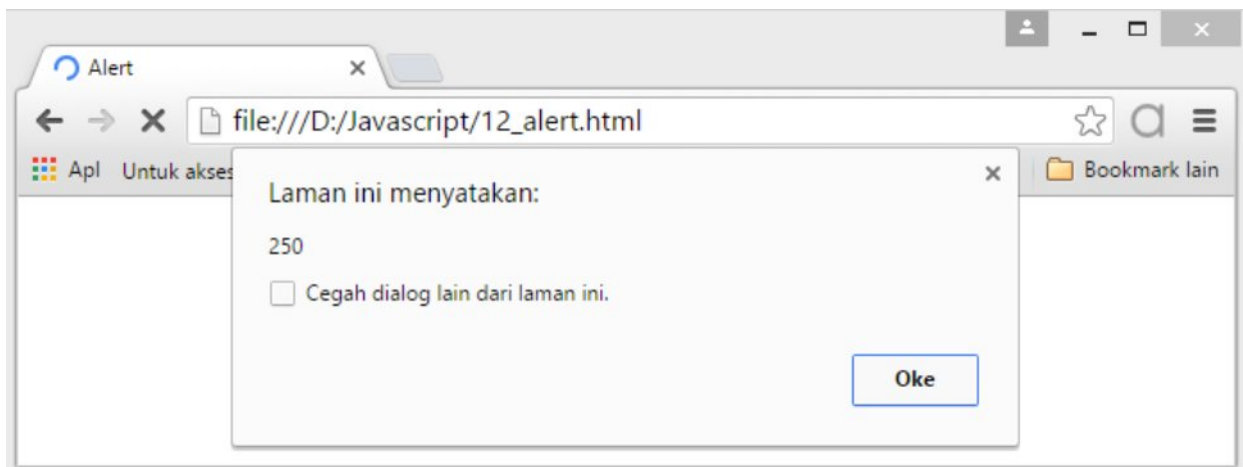 Alert
file:///D:/Javascript/12_alert.html
Apl Untuk akses Bookmark lain
Laman ini menyatakan:
250
Cegah dialog lain dari laman ini.
Oke